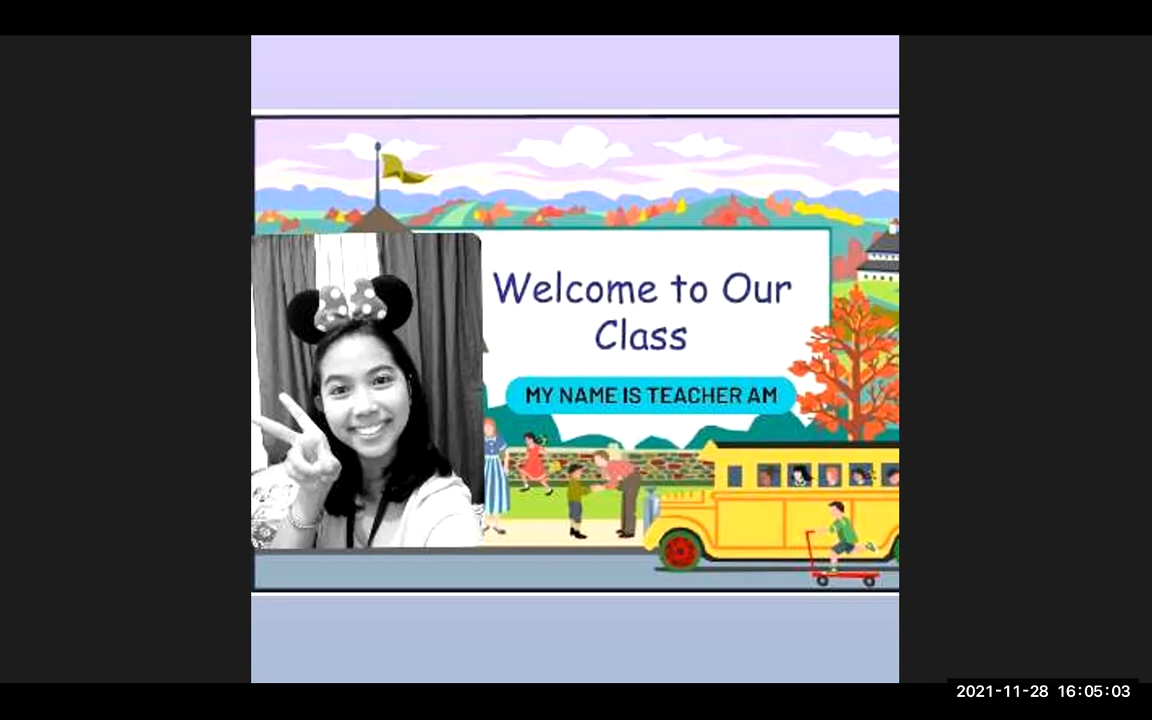 Welcome to Our
Class
MY NAME IS TEACHER AM
2021-11-28 16:05:03